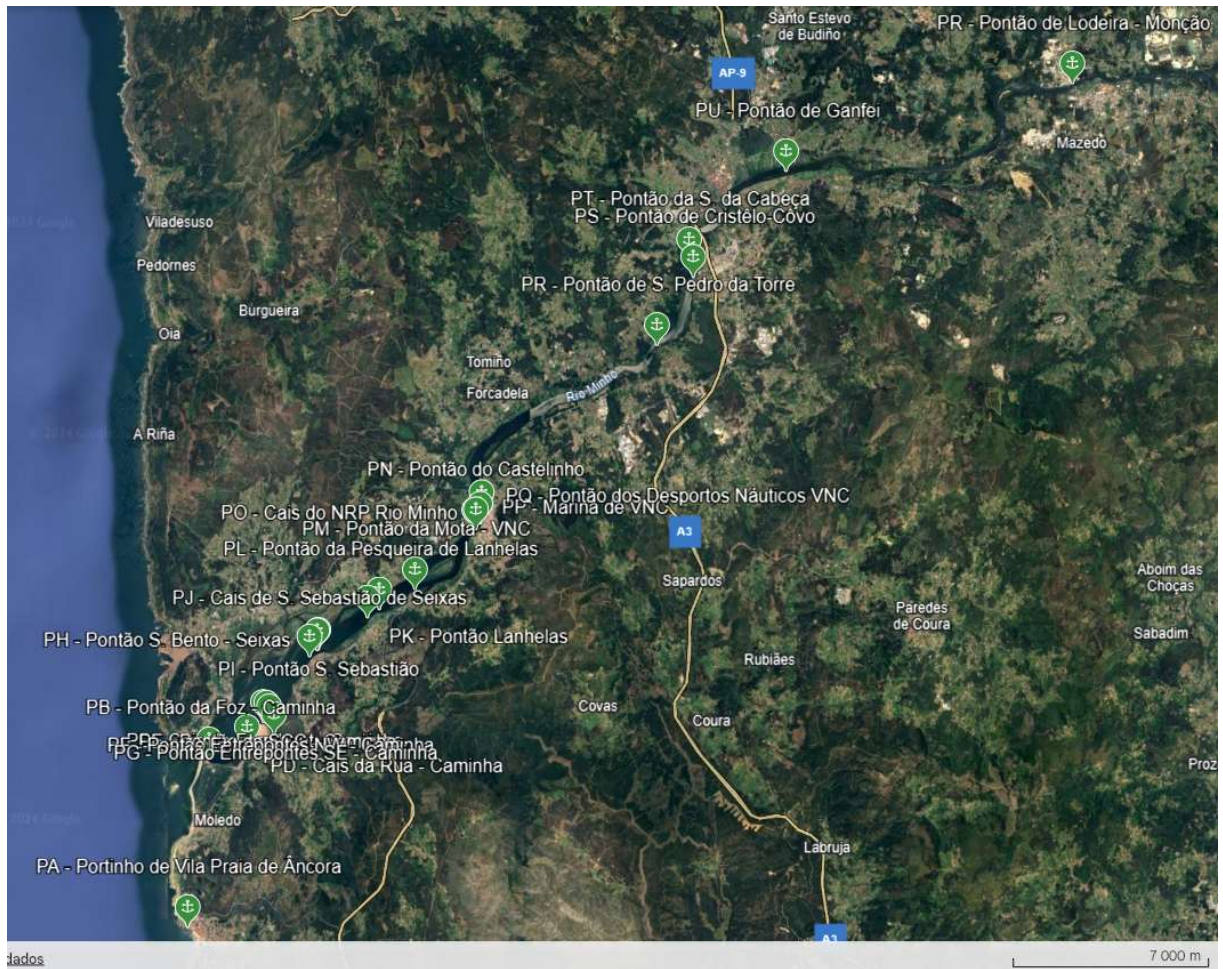 Santo Estevo
de Budiño
PR - Pontão de Lodeira - Monção
AP-9
PU - Pontão de Ganfei
Mazedo
PT - Pontão da S. da Cabeça
PS - Pontão de Cristêlo-Côvo
Viladesuso
Pedornes
PR - Pontão de S. Pedro da Torre
Burgueira
Oia
Tomiño
Forcadela
Rio Minho
A Riña
PN - Pontão do Castelinho
PQ - Pontão dos Desportos Náuticos VNC
PO - Cais do NRP Rio Minho
PP - Marina de VNC
PM - Pontão da Mota - VNC
A3
PL - Pontão da Pesqueira de Lanhelas
Sapardos
Aboim das
Choças
PJ - Cais de S. Sebastião de Seixas
Paredes
de Coura
PH - Pontão S. Bento - Seixas
PK - Pontão Lanhelas
Sabadim
PI - Pontão S. Sebastião
Rubiães
PB - Pontão da Foz - Caminha
Covas
Coura
PG - Pontão Entrepontes SE - Caminha
PD - Cais da Rua - Caminha
Proz
Moledo
Labruja
PA - Portinho de Vila Praia de Âncora
A3
dados
7 000 m